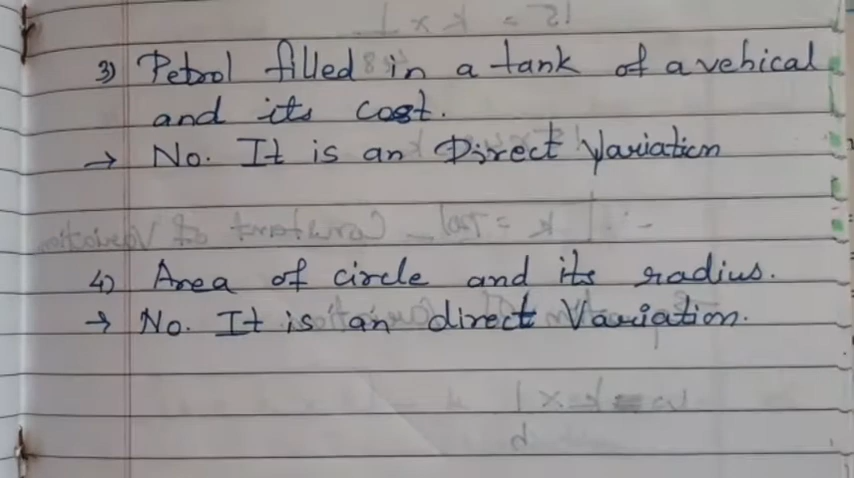 3) Petrol filled in a tank of a vehical
and its cost.
→ No. It is an Direct Variation
4) Area of circle and its radius.
→ No. It is an direct Variation.